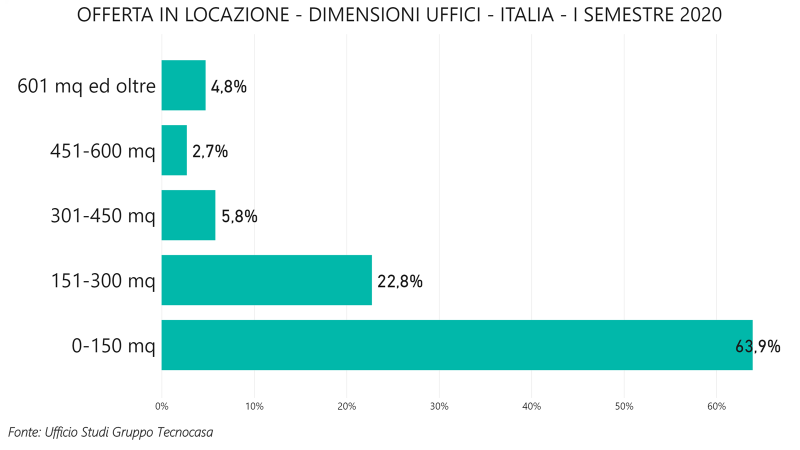 OFFERTA IN LOCAZIONE - DIMENSIONI UFFICI - ITALIA - I SEMESTRE 2020
601 mq ed oltre 4,8%
451-600 mq 2,7%
301-450 mq 5,8%
151-300 mq 22,8%
0-150 mq 63,9%
0% 10% 20% 30% 40% 50% 60%
Fonte: Ufficio Studi Gruppo Tecnocasa